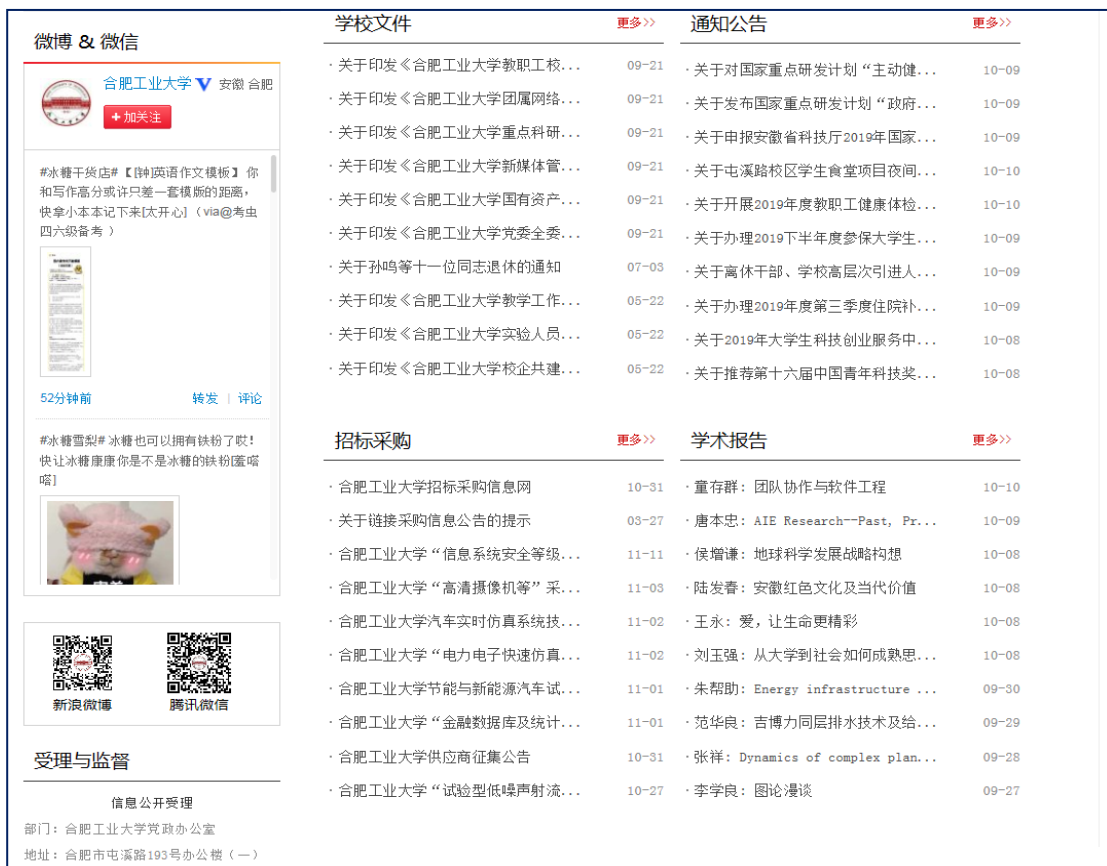 微博 & 微信
合肥工业大学 V 安徽 合肥
+加关注
#冰糖干货店#【[钟]英语作文模板】你
和写作高分或许只差一套模版的距离，
快拿小本本记下来[太开心]（via@考虫
四六级备考 ）
52分钟前 转发 | 评论
#冰糖雪梨# 冰糖也可以拥有铁粉了哎！
快让冰糖康康你是不是冰糖的铁粉[羞嗒
嗒]
新浪微博 腾讯微信
受理与监督
信息公开受理
部门：合肥工业大学党政办公室
地址：合肥市屯溪路193号办公楼（一）
学校文件 更多>>
·关于印发《合肥工业大学教职工校... 09-21
·关于印发《合肥工业大学团属网络... 09-21
·关于印发《合肥工业大学重点科研... 09-21
·关于印发《合肥工业大学新媒体管... 09-21
·关于印发《合肥工业大学国有资产... 09-21
·关于印发《合肥工业大学党委全委... 09-21
·关于孙鸣等十一位同志退休的通知 07-03
·关于印发《合肥工业大学教学工作... 05-22
·关于印发《合肥工业大学实验人员... 05-22
·关于印发《合肥工业大学校企共建... 05-22
通知公告 更多>>
·关于对国家重点研发计划“主动健... 10-09
·关于发布国家重点研发计划“政府... 10-09
·关于申报安徽省科技厅2019年国家... 10-09
·关于屯溪路校区学生食堂项目夜间... 10-10
·关于开展2019年度教职工健康体检... 10-10
·关于办理2019下半年度参保大学生... 10-09
·关于离休干部、学校高层次引进人... 10-09
·关于办理2019年度第三季度住院补... 10-09
·关于2019年大学生科技创业服务中... 10-08
·关于推荐第十六届中国青年科技奖... 10-08
招标采购 更多>>
·合肥工业大学招标采购信息网 10-31
·关于链接采购信息公告的提示 03-27
·合肥工业大学“信息系统安全等级... 11-11
·合肥工业大学“高清摄像机等”采... 11-03
·合肥工业大学汽车实时仿真系统技... 11-02
·合肥工业大学“电力电子快速仿真... 11-02
·合肥工业大学节能与新能源汽车试... 11-01
·合肥工业大学“金融数据库及统计... 11-01
·合肥工业大学供应商征集公告 10-31
·合肥工业大学“试验型低噪声射流... 10-27
学术报告 更多>>
·童存群：团队协作与软件工程 10-10
·唐本忠：AIE Research--Past, Pr... 10-09
·侯增谦：地球科学发展战略构想 10-08
·陆发春：安徽红色文化及当代价值 10-08
·王永：爱，让生命更精彩 10-08
·刘玉强：从大学到社会如何成熟思... 10-08
·朱帮助：Energy infrastructure ... 09-30
·范华良：吉博力同层排水技术及给... 09-29
·张祥：Dynamics of complex plan... 09-28
·李学良：图论漫谈 09-27